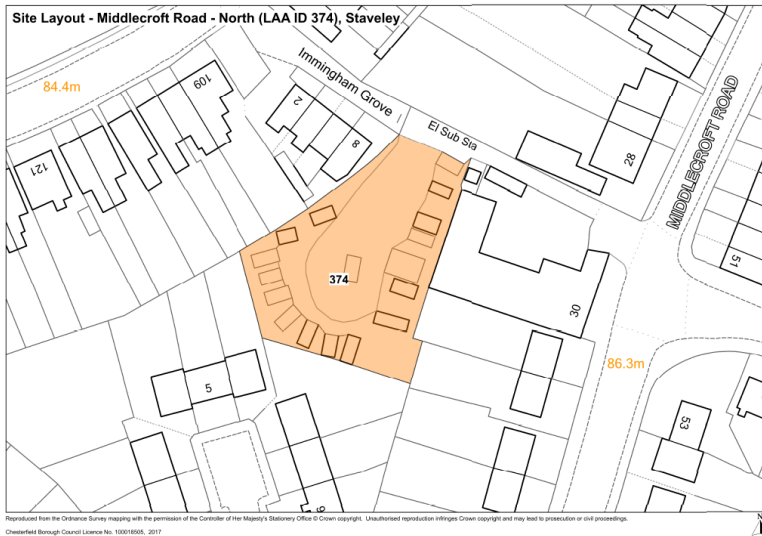 Site Layout - Middlecroft Road - North (LAA ID 374), Staveley
84.4m
109
Immingham Grove
2
8
El Sub Sta
28
MIDDLECROFT ROAD
121
51
374
30
86.3m
5
53
Reproduced from the Ordnance Survey mapping with the permission of the Controller of Her Majesty's Stationery Office © Crown copyright. Unauthorised reproduction infringes Crown copyright and may lead to prosecution or civil proceedings.
Chesterfield Borough Council Licence No. 100018505, 2017
N